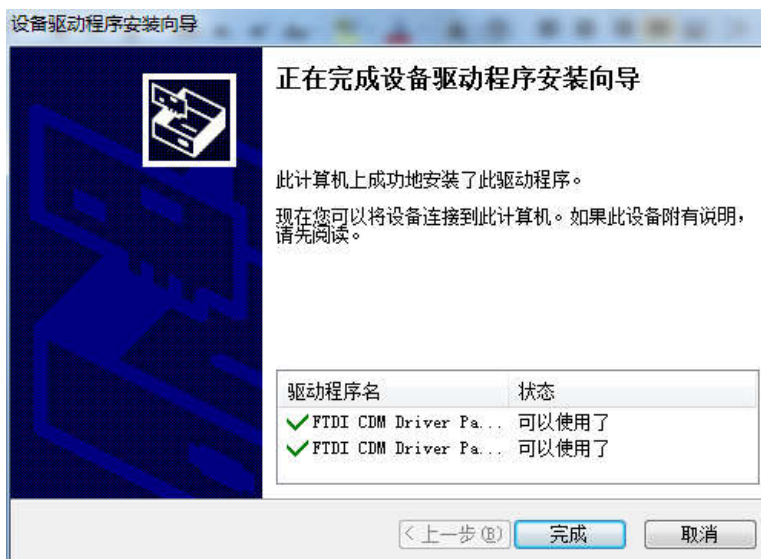 设备驱动程序安装向导
正在完成设备驱动程序安装向导
此计算机上成功地安装了此驱动程序。
现在您可以将设备连接到此计算机。如果此设备附有说明，
请先阅读。
驱动程序名 状态
FTDI CDM Driver Pa... 可以使用了
FTDI CDM Driver Pa... 可以使用了
<上一步(B) 完成 取消